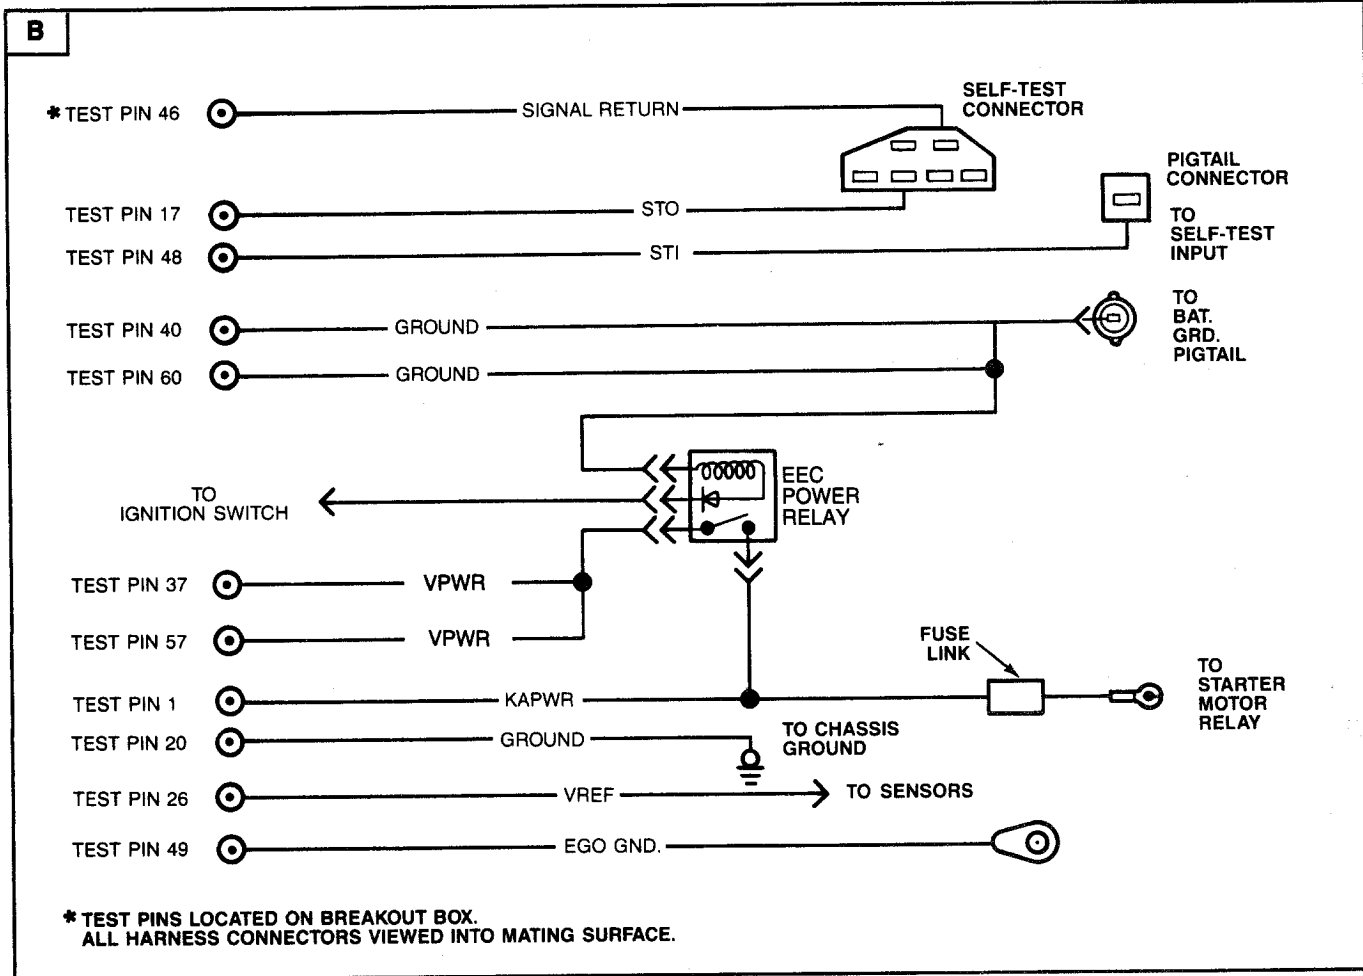 B
* TEST PIN 46
SIGNAL RETURN
SELF-TEST
CONNECTOR
PIGTAIL
CONNECTOR
TO
SELF-TEST
INPUT
TEST PIN 17
STO
TEST PIN 48
STI
TEST PIN 40
GROUND
TO
BAT.
GRD.
PIGTAIL
TEST PIN 60
GROUND
EEC
POWER
RELAY
TO
IGNITION SWITCH
TEST PIN 37
VPWR
TEST PIN 57
VPWR
FUSE
LINK
TO
STARTER
MOTOR
RELAY
TEST PIN 1
KAPWR
TEST PIN 20
GROUND
TO CHASSIS
GROUND
TEST PIN 26
VREF
TO SENSORS
TEST PIN 49
EGO GND.
* TEST PINS LOCATED ON BREAKOUT BOX.
ALL HARNESS CONNECTORS VIEWED INTO MATING SURFACE.